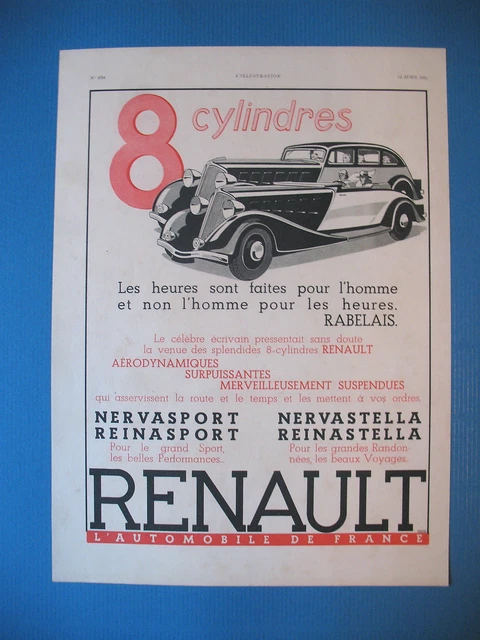 L'ILLUSTRATION
8 cylindres
Les heures sont faites pour l'homme
et non l'homme pour les heures.
RABELAIS.
Le célèbre écrivain pressentait sans doute
la venue des splendides 8-cylindres RENAULT
AÉRODYNAMIQUES
SURPUISSANTES
MERVEILLEUSEMENT SUSPENDUES
qui asservissent la route et le temps et les mettent à vos ordres.
NERVASPORT
REINASPORT
Pour le grand Sport,
les belles Performances...
NERVASTELLA
REINASTELLA
Pour les grandes Randon-
nées, les beaux Voyages...
RENAULT
L'AUTOMOBILE DE FRANCE